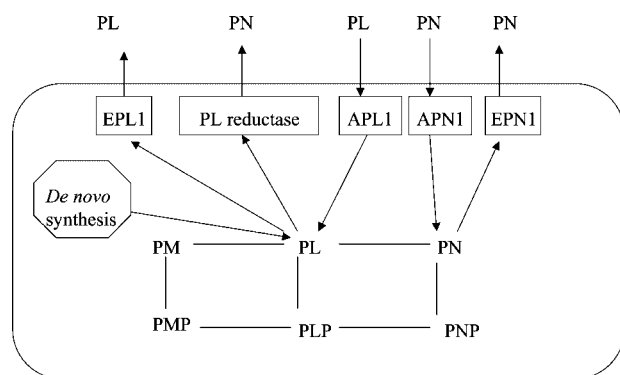 PL PN PL PN PN
EPL1 PL reductase APL1 APN1 EPN1
De novo
synthesis
PM PL PN
PMP PLP PNP